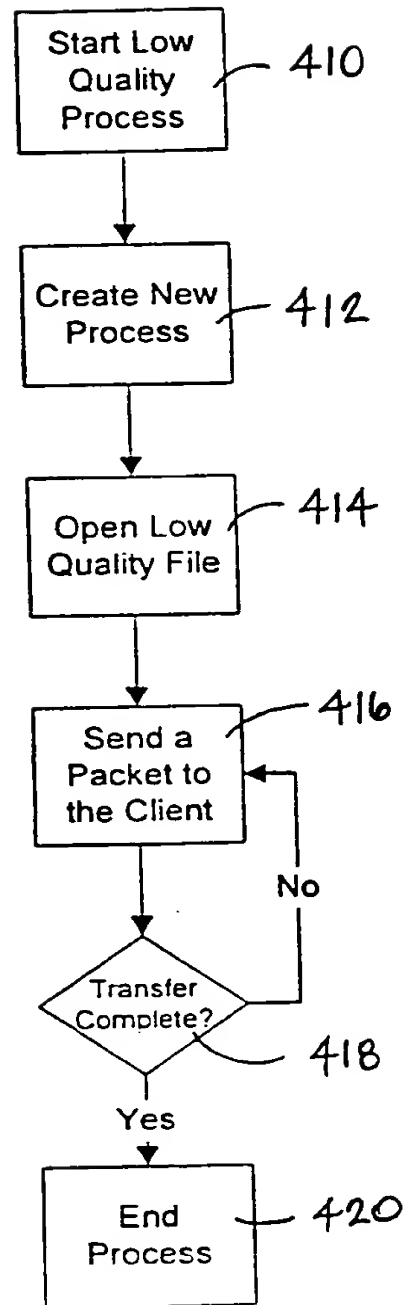 Start Low
Quality
Process
410
Create New
Process
412
Open Low
Quality File
414
Send a
Packet to
the Client
416
No
Transfer
Complete?
418
Yes
End
Process
420